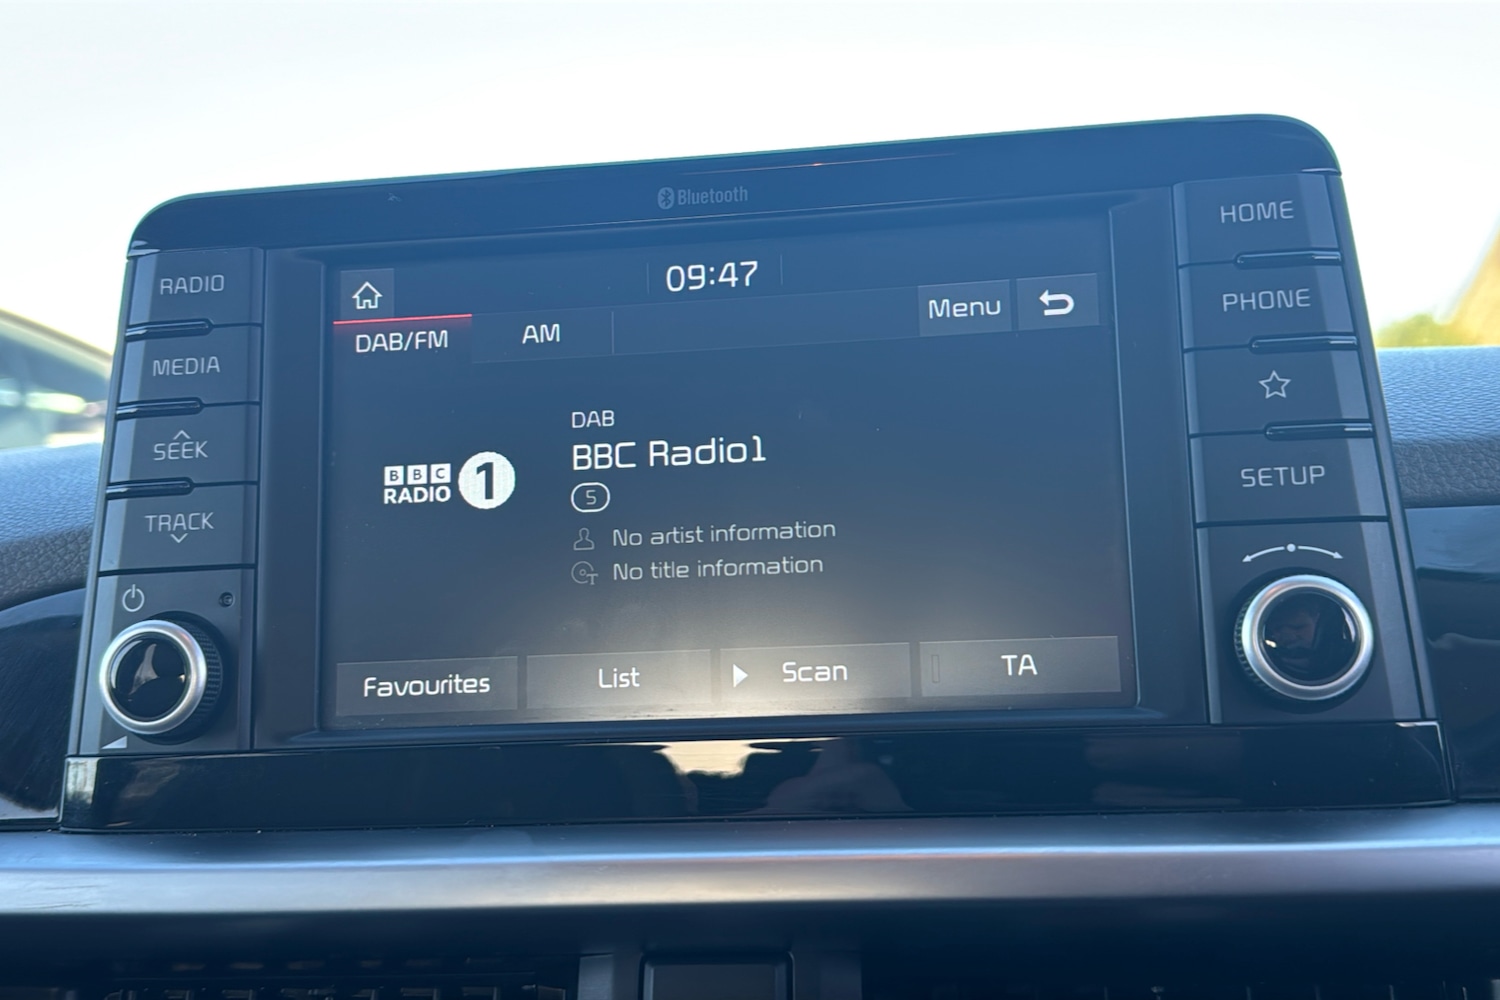 Bluetooth
RADIO
MEDIA
SEEK
TRACK
09:47
DAB/FM
AM
Menu
BBC
RADIO 1
DAB
BBC Radio1
5
No artist information
No title information
Favourites
List
Scan
TA
HOME
PHONE
SETUP